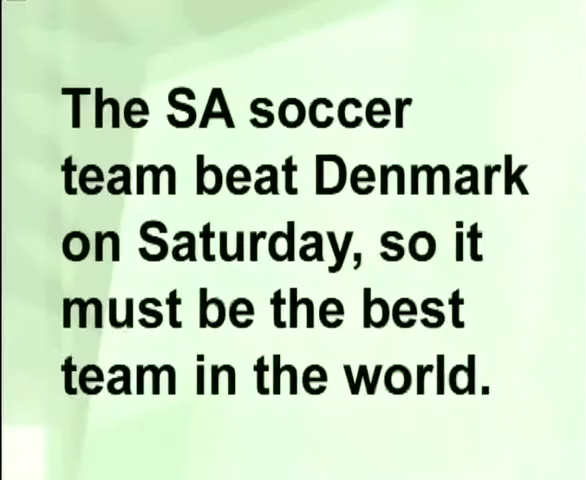 The SA soccer
team beat Denmark
on Saturday, so it
must be the best
team in the world.